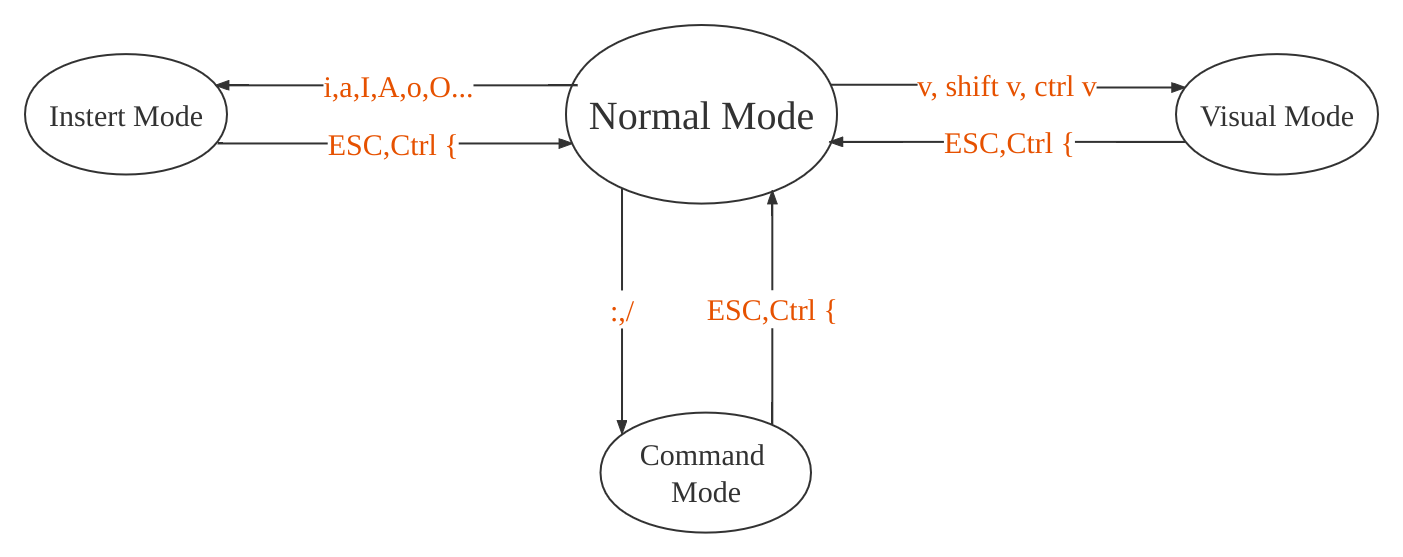 i,a,I,A,o,O...
Instert Mode
ESC,Ctrl {
Normal Mode
v, shift v, ctrl v
Visual Mode
ESC,Ctrl {
:,/
ESC,Ctrl {
Command
Mode